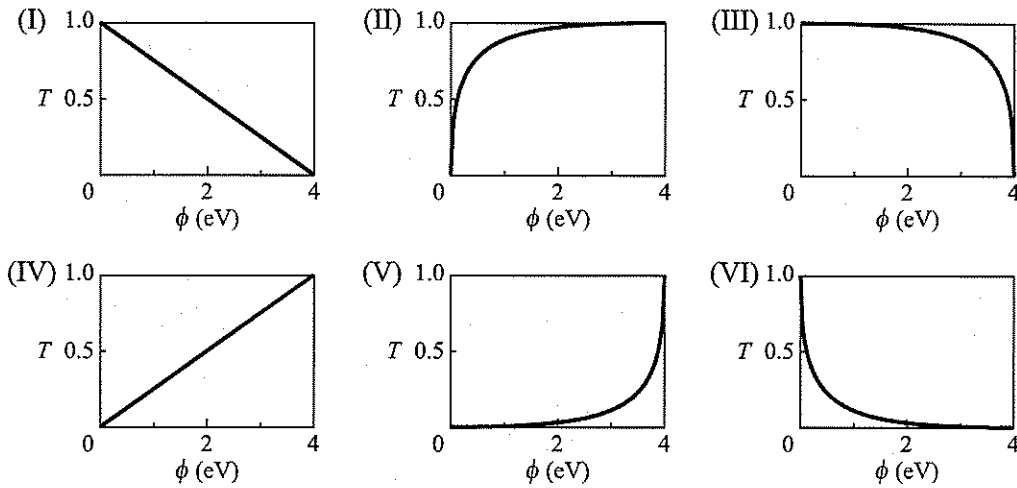 (I) 1.0 (II) 1.0 (III) 1.0
T 0.5 T 0.5 T 0.5
0 2 4 0 2 4 0 2 4
ϕ (eV) ϕ (eV) ϕ (eV)
(IV) 1.0 (V) 1.0 (VI) 1.0
T 0.5 T 0.5 T 0.5
0 2 4 0 2 4 0 2 4
ϕ (eV) ϕ (eV) ϕ (eV)